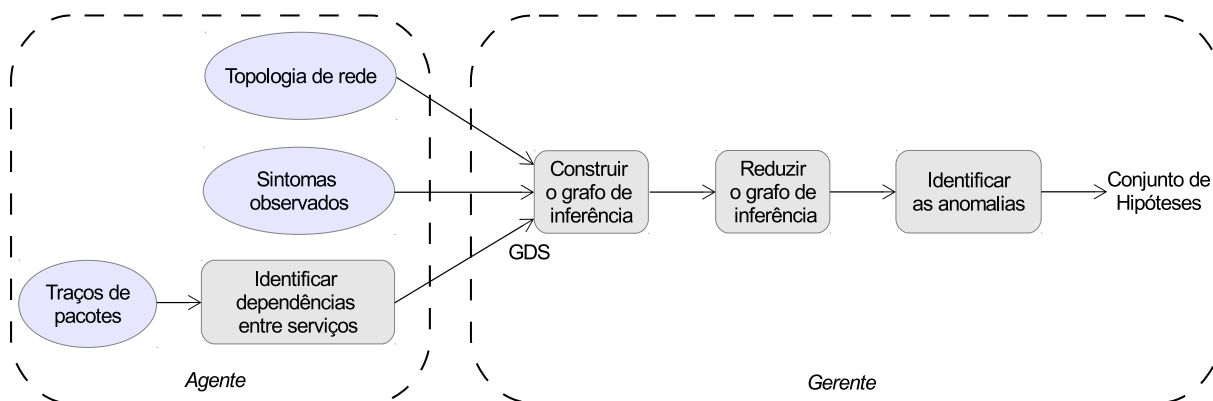 Topologia de rede
Sintomas
observados
Traços de
pacotes
Identificar
dependências
entre serviços
Agente
GDS
Construir
o grafo de
inferência
Reduzir
o grafo de
inferência
Identificar
as anomalias
Conjunto de
Hipóteses
Gerente